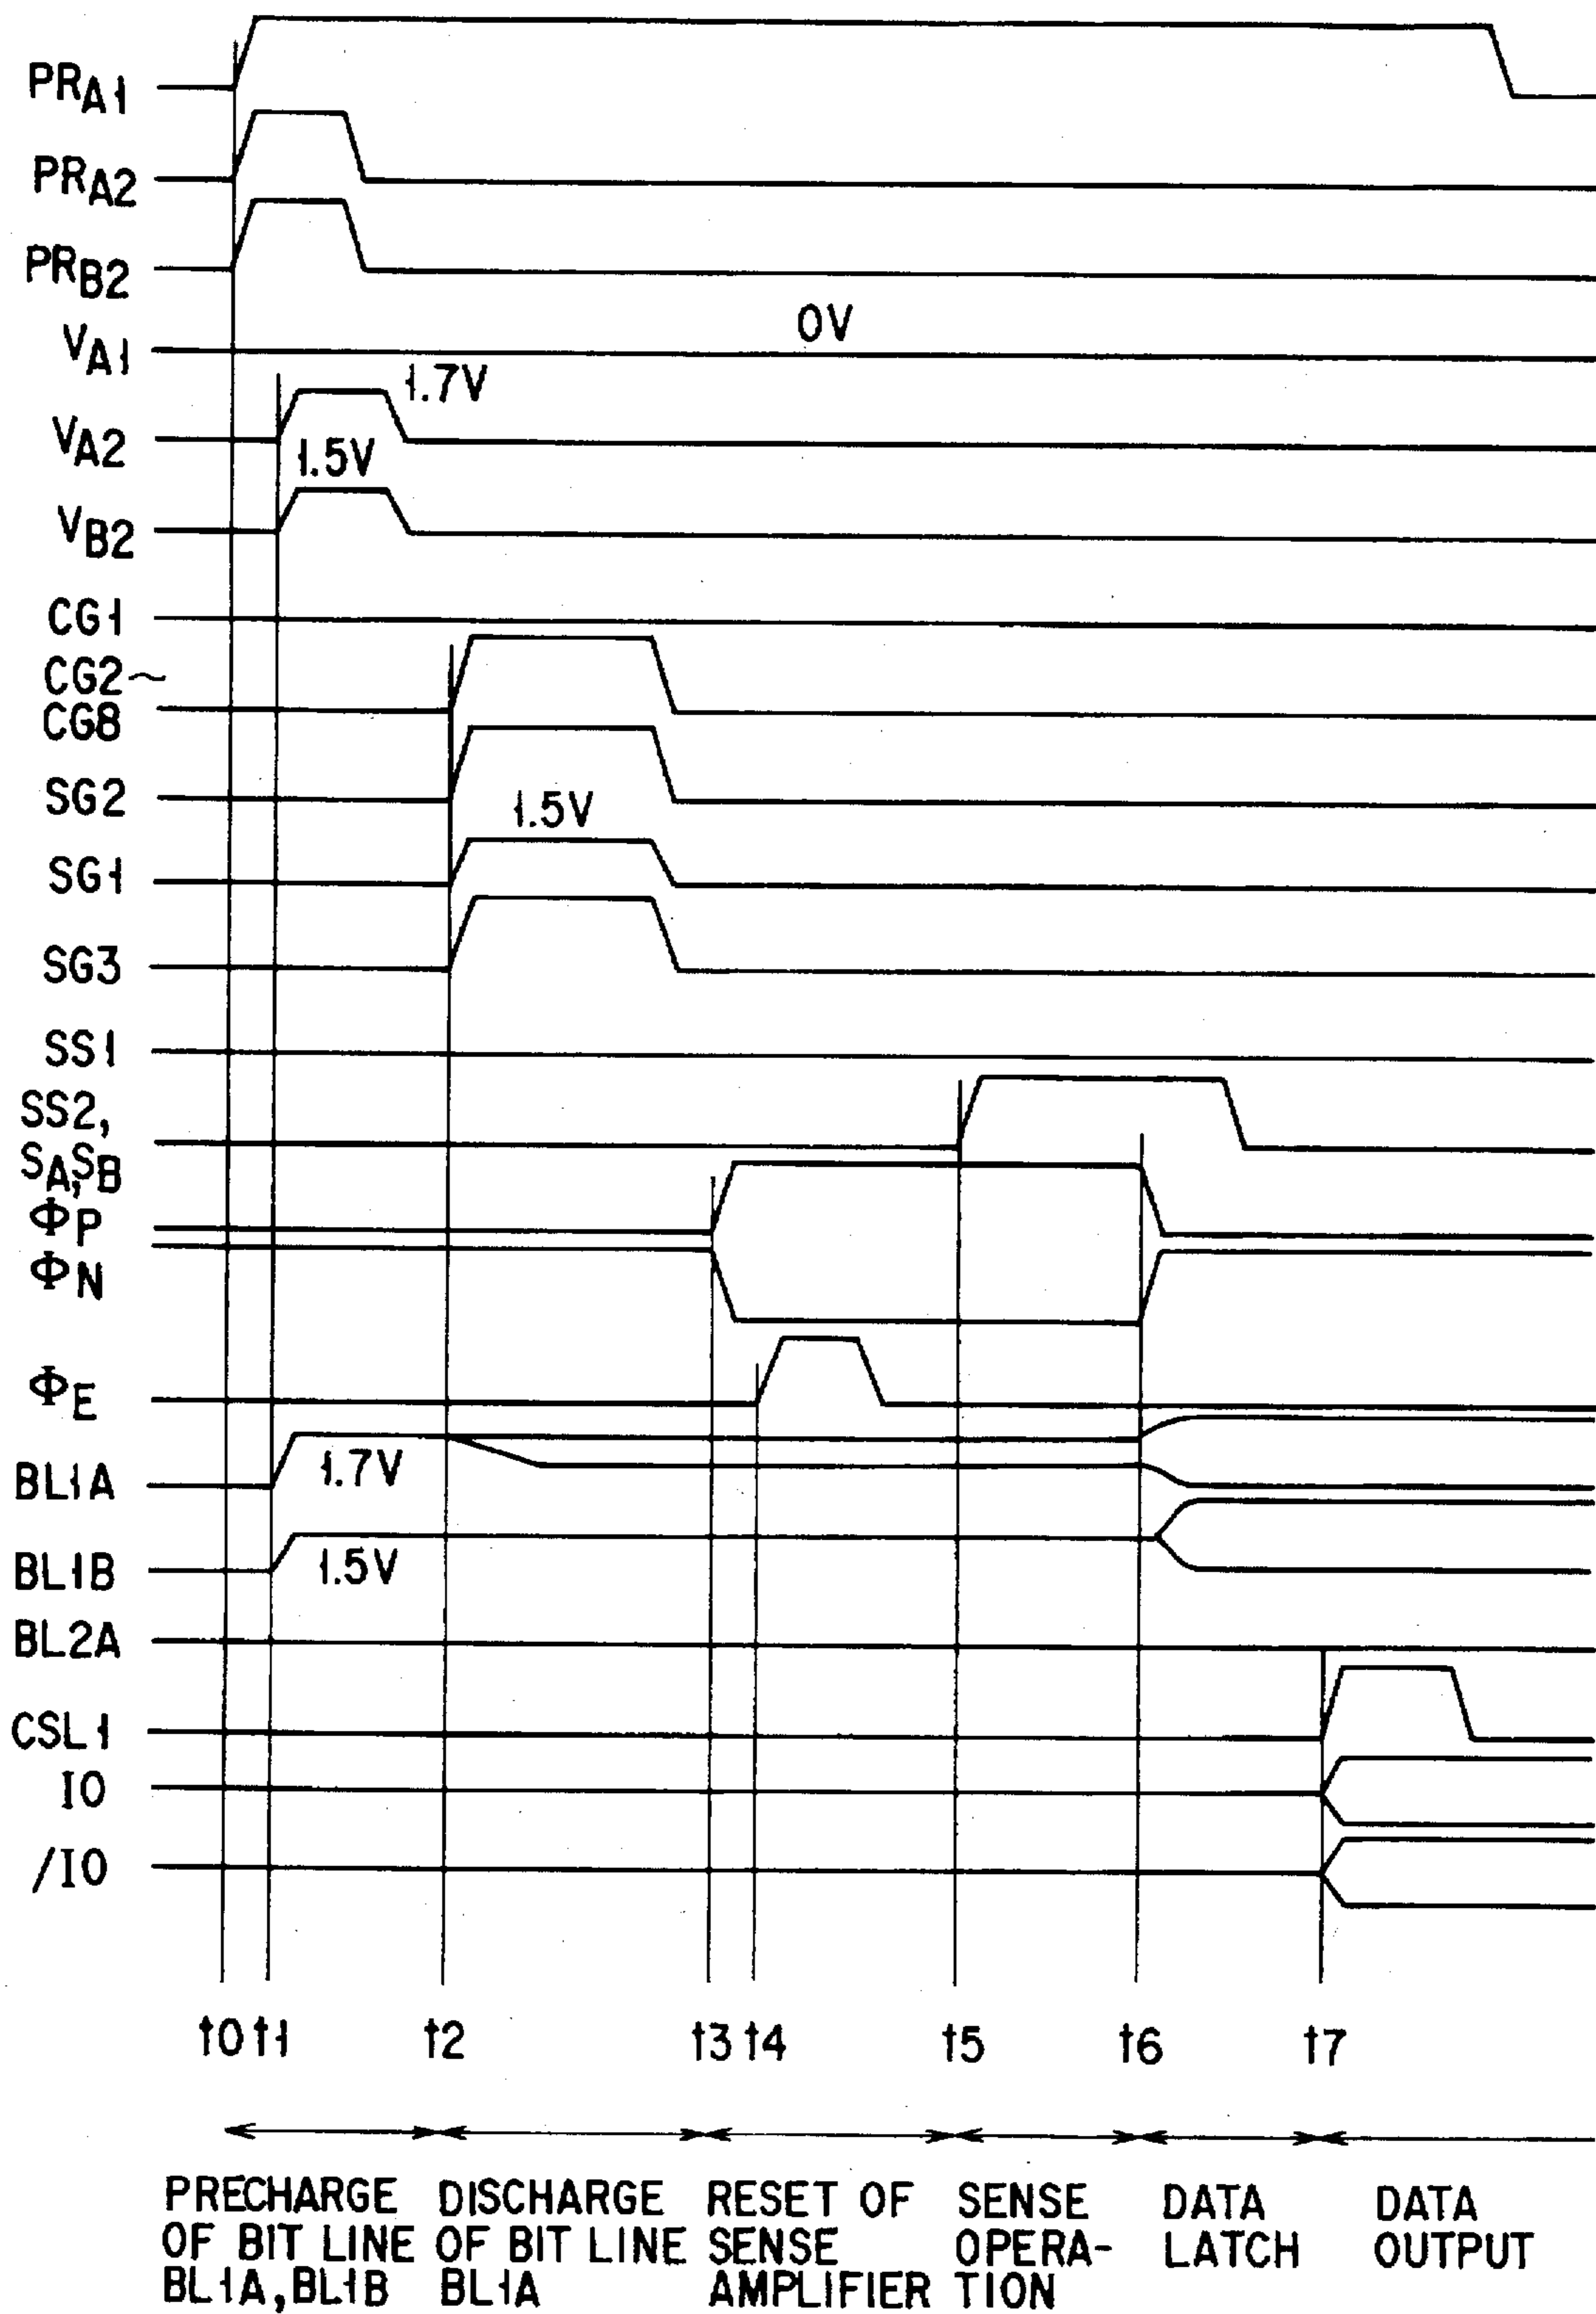 PRA1
PRA2
PRB2
VA1
0V
VA2
1.7V
VB2
1.5V
CG1
CG2~
CG8
SG2
SG1
1.5V
SG3
SS1
SS2,
SA,SB
ΦP
ΦN
ΦE
BL1A
1.7V
BL1B
1.5V
BL2A
CSL1
IO
/IO
t0 t1 t2 t3 t4 t5 t6 t7
PRECHARGE OF BIT LINE BL1A,BL1B
DISCHARGE OF BIT LINE BL1A
RESET OF SENSE AMPLIFIER
SENSE OPERA-TION
DATA LATCH
DATA OUTPUT